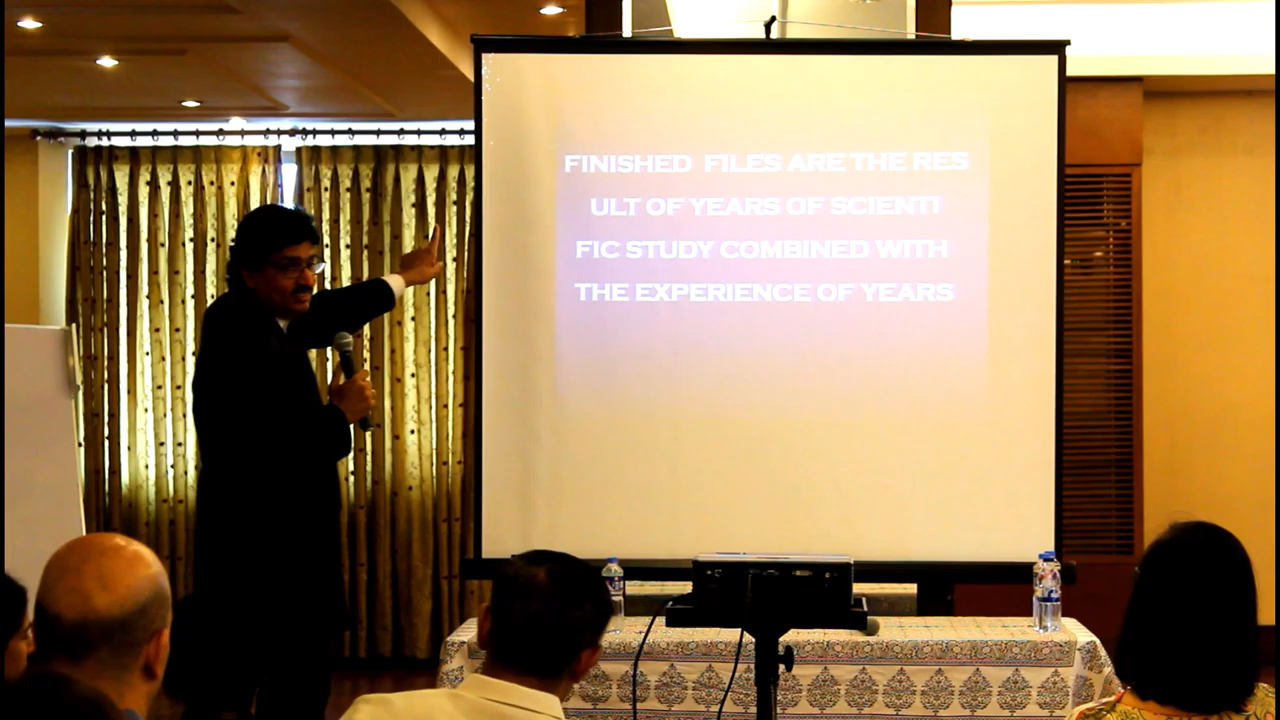 FINISHED FILES ARE THE RES
ULT OF YEARS OF SCIENTI
FIC STUDY COMBINED WITH
THE EXPERIENCE OF YEARS